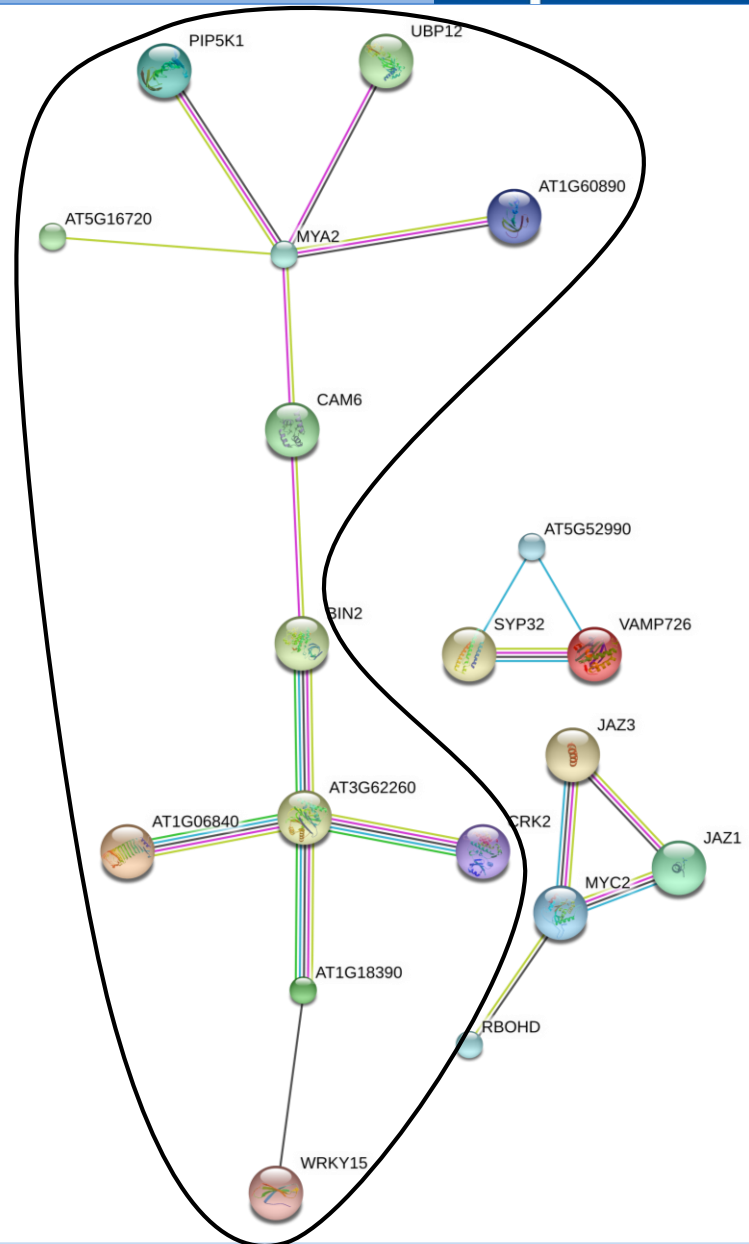 UBP12
PIP5K1
AT1G60890
AT5G16720
MYA2
CAM6
AT5G52990
BIN2
SYP32
VAMP726
JAZ3
AT3G62260
AT1G06840
CRK2
JAZ1
MYC2
AT1G18390
RBOHD
WRKY15